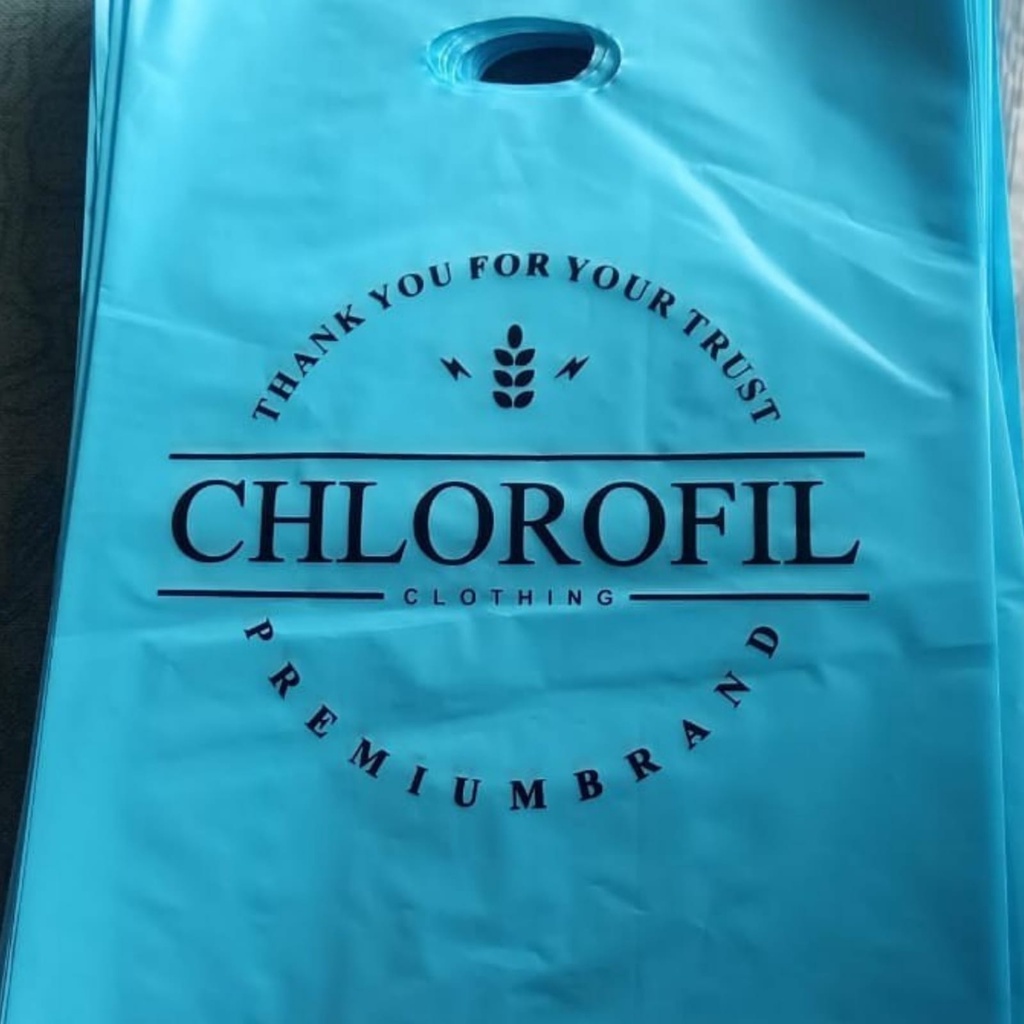 THANK YOU FOR YOUR TRUST
CHLOROFIL
CLOTHING
PREMIUMBRAND